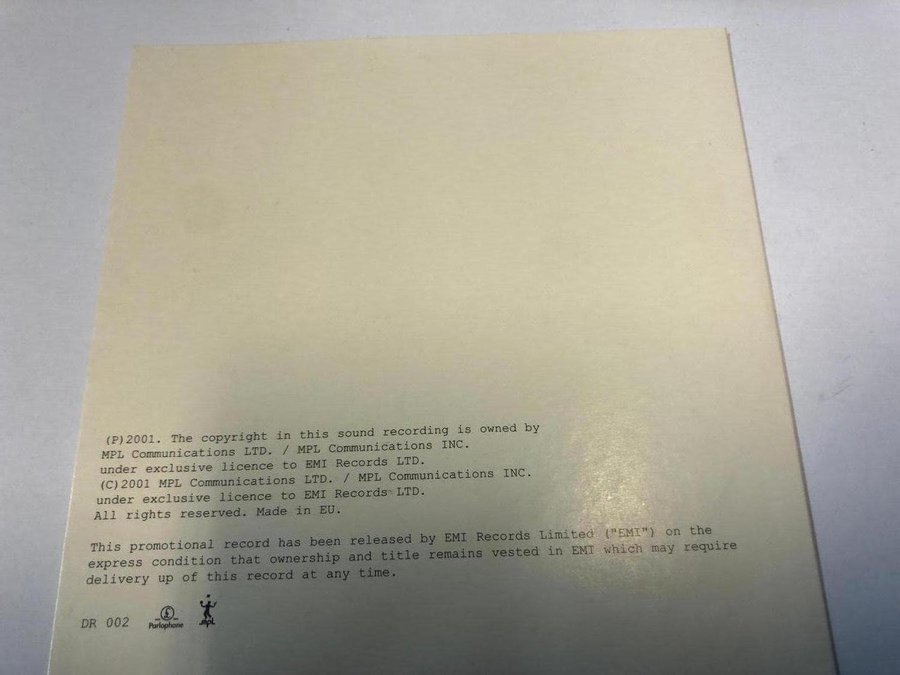 (P)2001. The copyright in this sound recording is owned by
MPL Communications LTD. / MPL Communications INC.
under exclusive licence to EMI Records LTD.
(C)2001 MPL Communications LTD. / MPL Communications INC.
under exclusive licence to EMI Records LTD.
All rights reserved. Made in EU.
This promotional record has been released by EMI Records Limited ("EMI") on the
express condition that ownership and title remains vested in EMI which may require
delivery up of this record at any time.
DR 002 Parlophone MPL